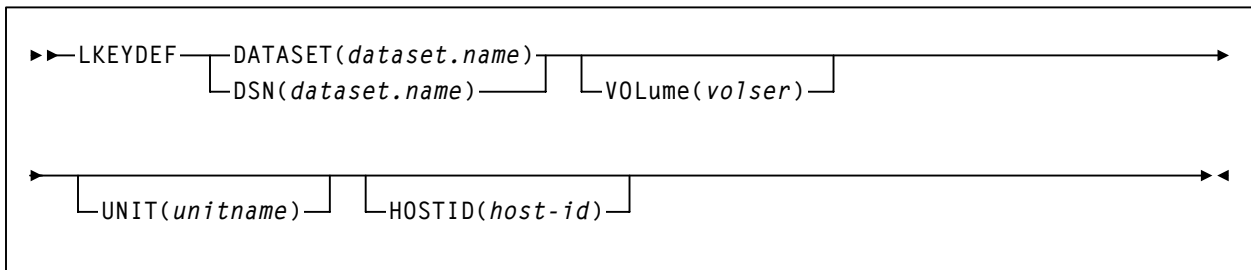 LKEYDEF DATASET(dataset.name)
DSN(dataset.name) VOLume(volser)
UNIT(unitname) HOSTID(host-id)